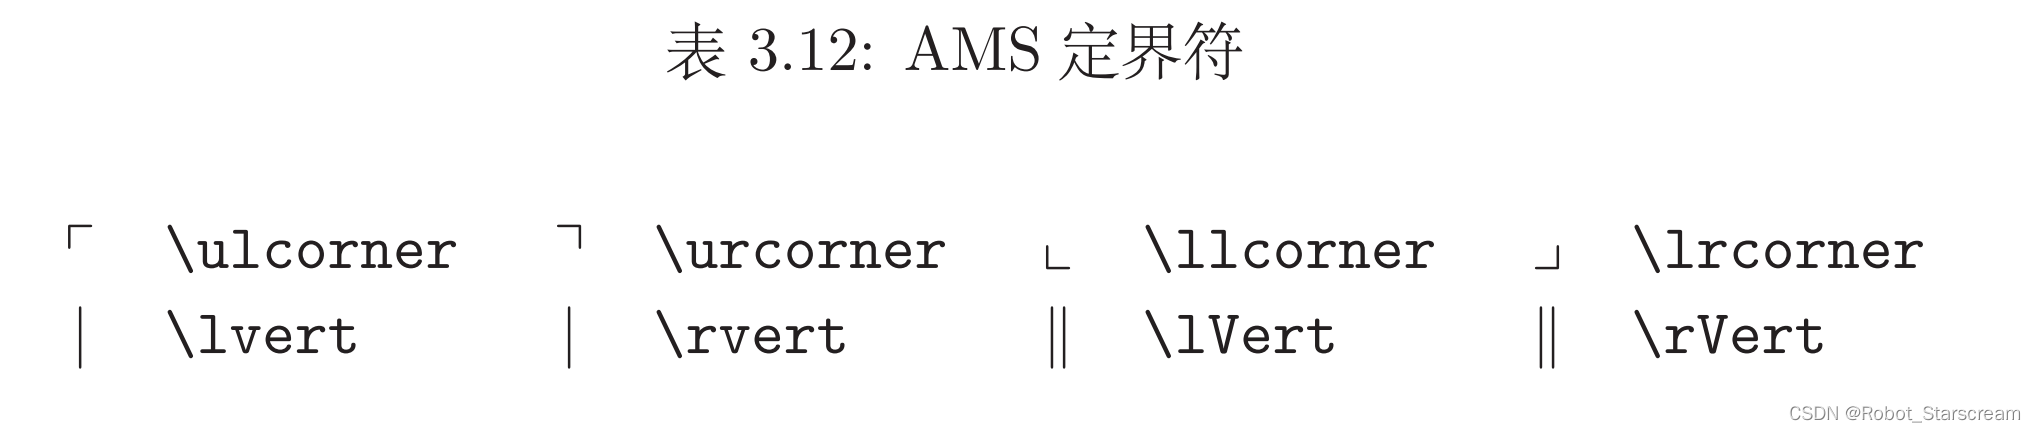 表 3.12: AMS 定界符
⌜ \ulcorner ⌝ \urcorner ⌞ \llcorner ⌟ \lrcorner
| \lvert | \rvert ‖ \lVert ‖ \rVert
CSDN @Robot_Starscream